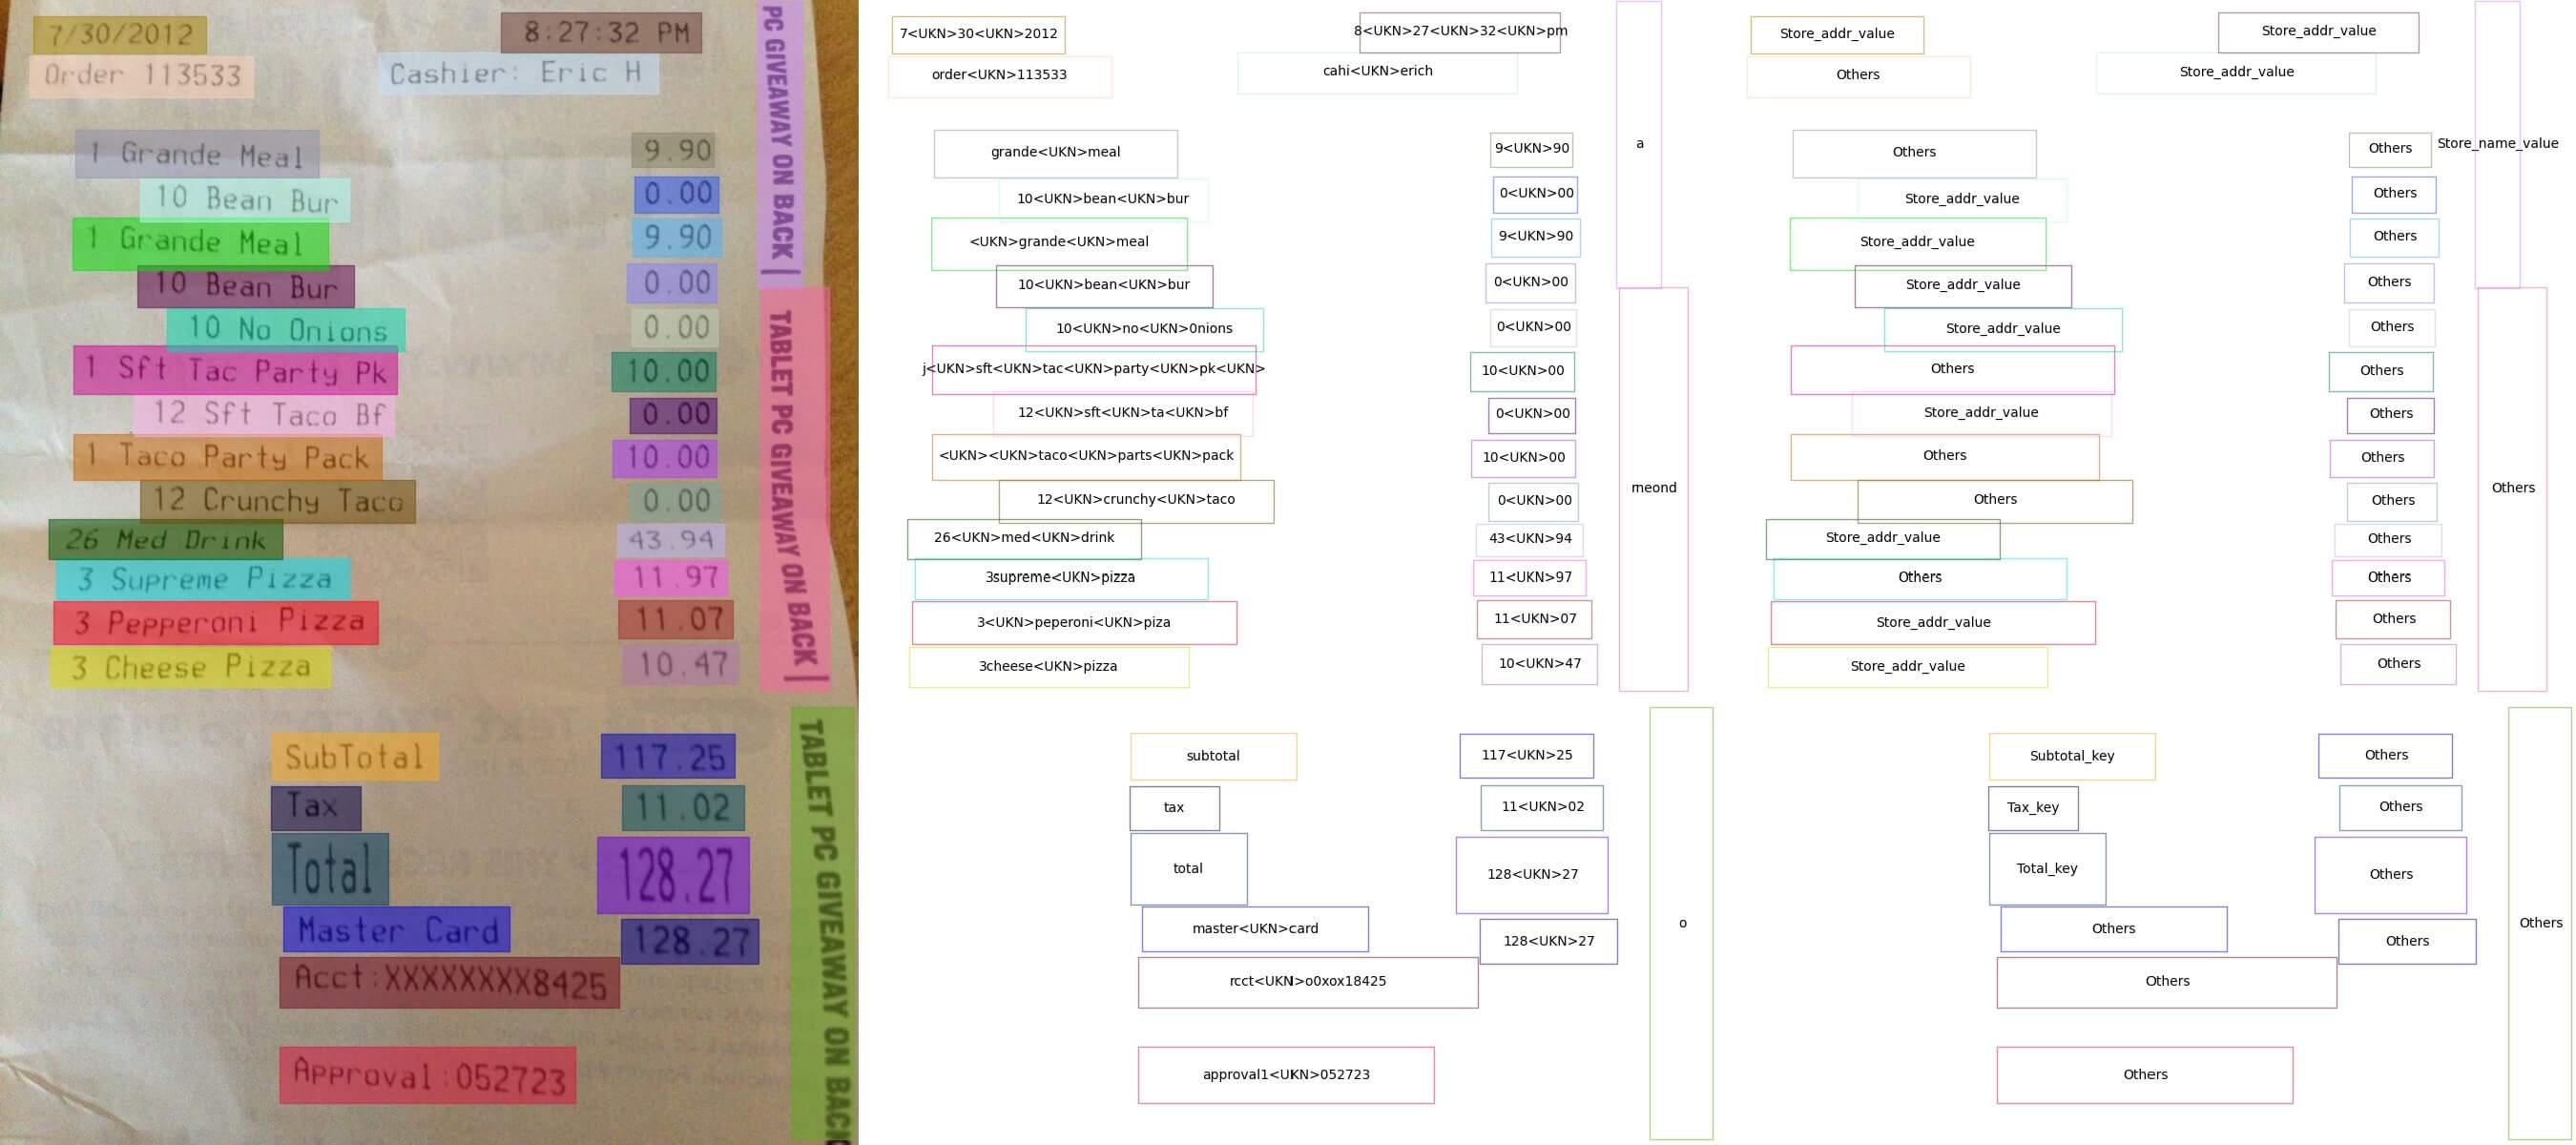 7/30/2012 8:27:32 PM
Order 113533 Cashier: Eric H
1 Grande Meal 9.90
10 Bean Bur 0.00
1 Grande Meal 9.90
10 Bean Bur 0.00
10 No Onions 0.00
1 Sft Tac Party Pk 10.00
12 Sft Taco Bf 0.00
1 Taco Party Pack 10.00
12 Crunchy Taco 0.00
26 Med Drink 43.94
3 Supreme Pizza 11.97
3 Pepperoni Pizza 11.07
3 Cheese Pizza 10.47
SubTotal 117.25
Tax 11.02
Total 128.27
Master Card 128.27
Acct:XXXXXXXX8425
Approval:052723
PC GIVEAWAY ON BACK |
TABLET PC GIVEAWAY ON BACK |
TABLET PC GIVEAWAY ON BACK
7<UKN>30<UKN>2012 8<UKN>27<UKN>32<UKN>pm
order<UKN>113533 cahi<UKN>erich
grande<UKN>meal 9<UKN>90
10<UKN>bean<UKN>bur 0<UKN>00
<UKN>grande<UKN>meal 9<UKN>90
10<UKN>bean<UKN>bur 0<UKN>00
10<UKN>no<UKN>0nions 0<UKN>00
j<UKN>sft<UKN>tac<UKN>party<UKN>pk<UKN> 10<UKN>00
12<UKN>sft<UKN>ta<UKN>bf 0<UKN>00
<UKN><UKN>taco<UKN>parts<UKN>pack 10<UKN>00
12<UKN>crunchy<UKN>taco 0<UKN>00
26<UKN>med<UKN>drink 43<UKN>94
3supreme<UKN>pizza 11<UKN>97
3<UKN>peperoni<UKN>piza 11<UKN>07
3cheese<UKN>pizza 10<UKN>47
subtotal 117<UKN>25
tax 11<UKN>02
total 128<UKN>27
master<UKN>card 128<UKN>27
rcct<UKN>o0xox18425
approval1<UKN>052723
a
meond
o
Store_addr_value Store_addr_value
Others Store_addr_value
Others Others
Store_addr_value Others
Store_addr_value Others
Store_addr_value Others
Store_addr_value Others
Others Others
Store_addr_value Others
Others Others
Others Others
Store_addr_value Others
Others Others
Store_addr_value Others
Store_addr_value Others
Subtotal_key Others
Tax_key Others
Total_key Others
Others Others
Others
Others
Store_name_value
Others
Others